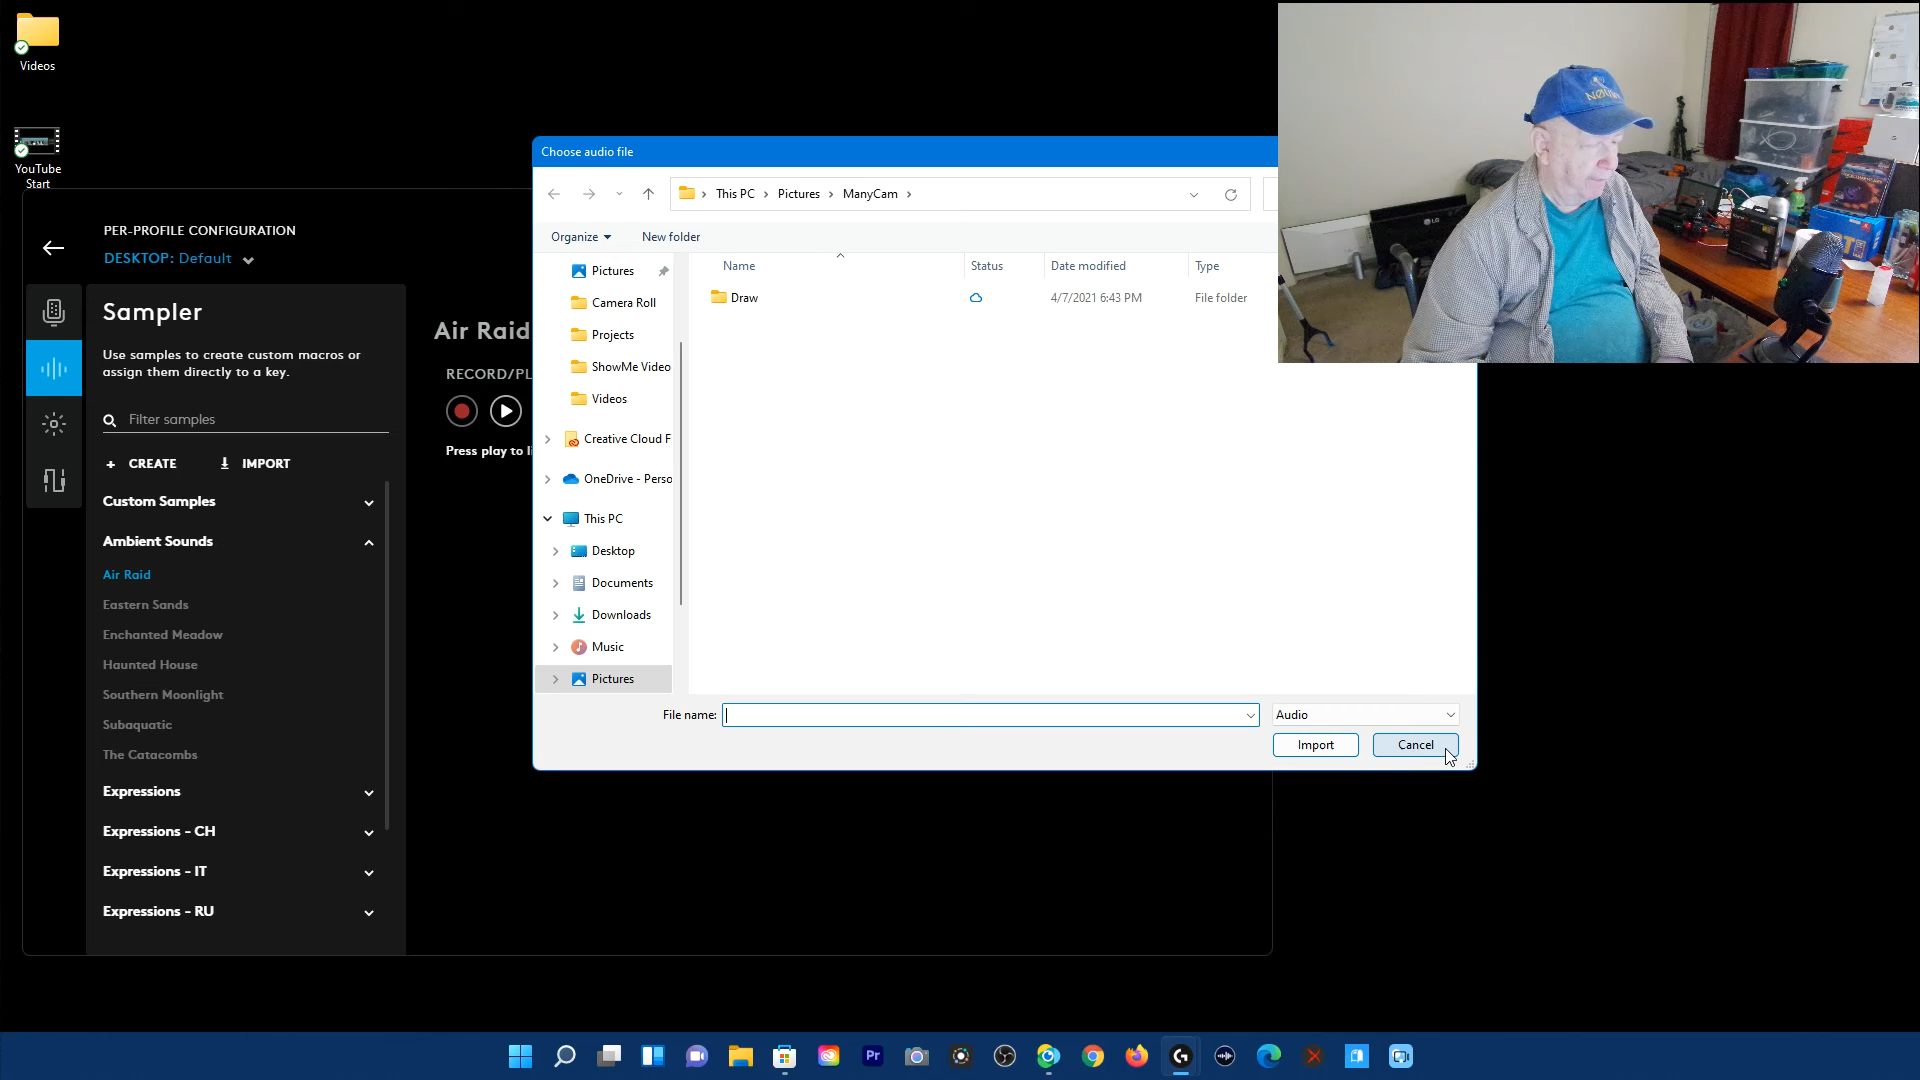 Videos
YouTube
Start
PER-PROFILE CONFIGURATION
DESKTOP: Default
Sampler
Use samples to create custom macros or
assign them directly to a key.
Filter samples
+ CREATE
IMPORT
Custom Samples
Ambient Sounds
Air Raid
Eastern Sands
Enchanted Meadow
Haunted House
Southern Moonlight
Subaquatic
The Catacombs
Expressions
Expressions - CH
Expressions - IT
Expressions - RU
Air Raid
RECORD/PL
Press play to li
Choose audio file
This PC > Pictures > ManyCam >
Organize
New folder
Name
Status
Date modified
Type
Draw
4/7/2021 6:43 PM
File folder
Pictures
Camera Roll
Projects
ShowMe Video
Videos
Creative Cloud F
OneDrive - Perso
This PC
Desktop
Documents
Downloads
Music
Pictures
File name:
Audio
Import
Cancel
LG
Pr